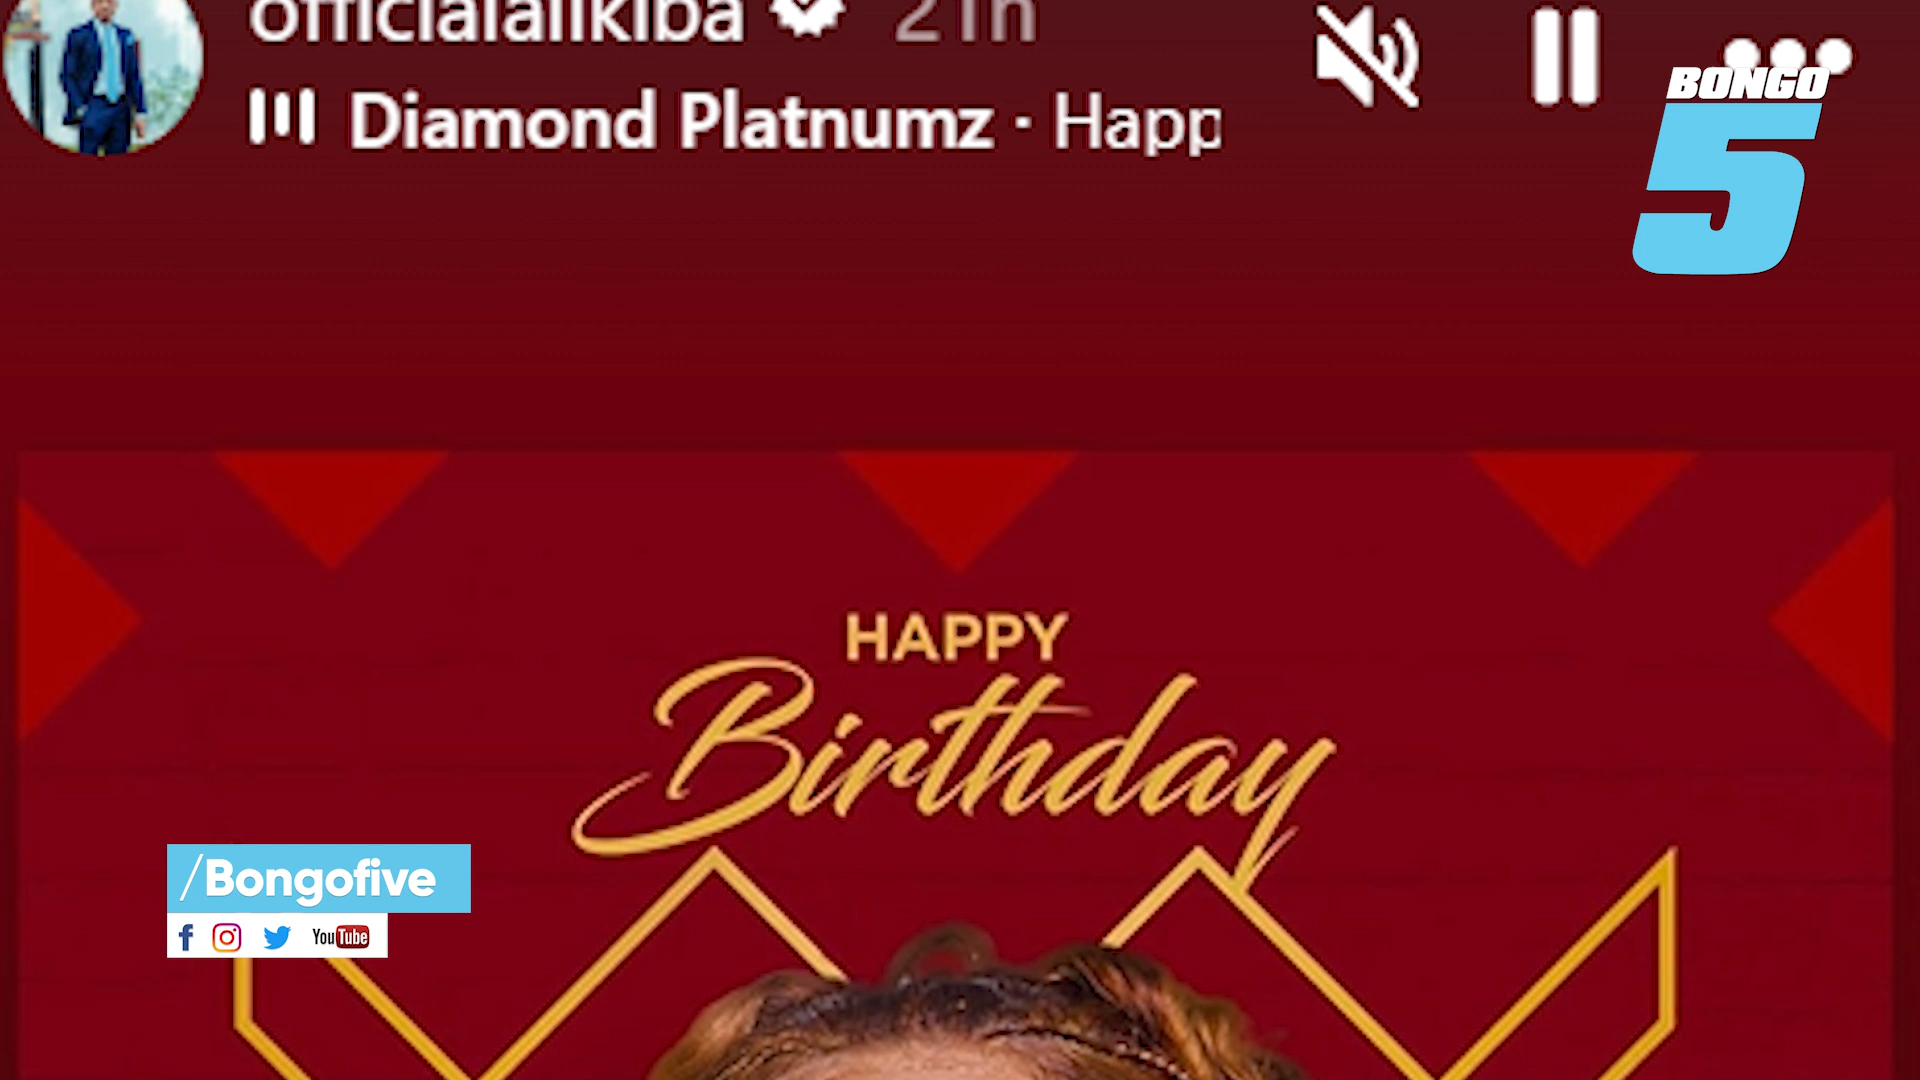 officialalikiba 21h
Diamond Platnumz · Happ
BONGO
5
HAPPY
Birthday
/Bongofive
f YouTube